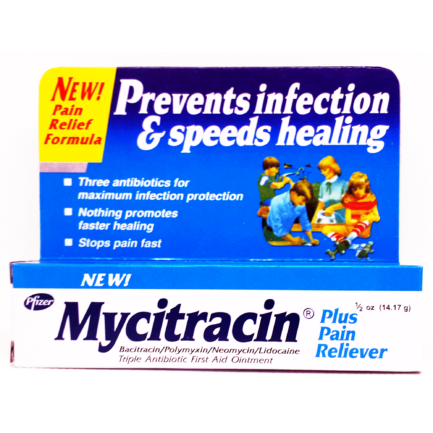 NEW!
Pain
Relief
Formula
Prevents infection
& speeds healing
Three antibiotics for
maximum infection protection
Nothing promotes
faster healing
Stops pain fast
NEW!
Pfizer
Mycitracin®
½ oz (14.17 g)
Plus
Pain
Reliever
Bacitracin/Polymyxin/Neomycin/Lidocaine
Triple Antibiotic First Aid Ointment